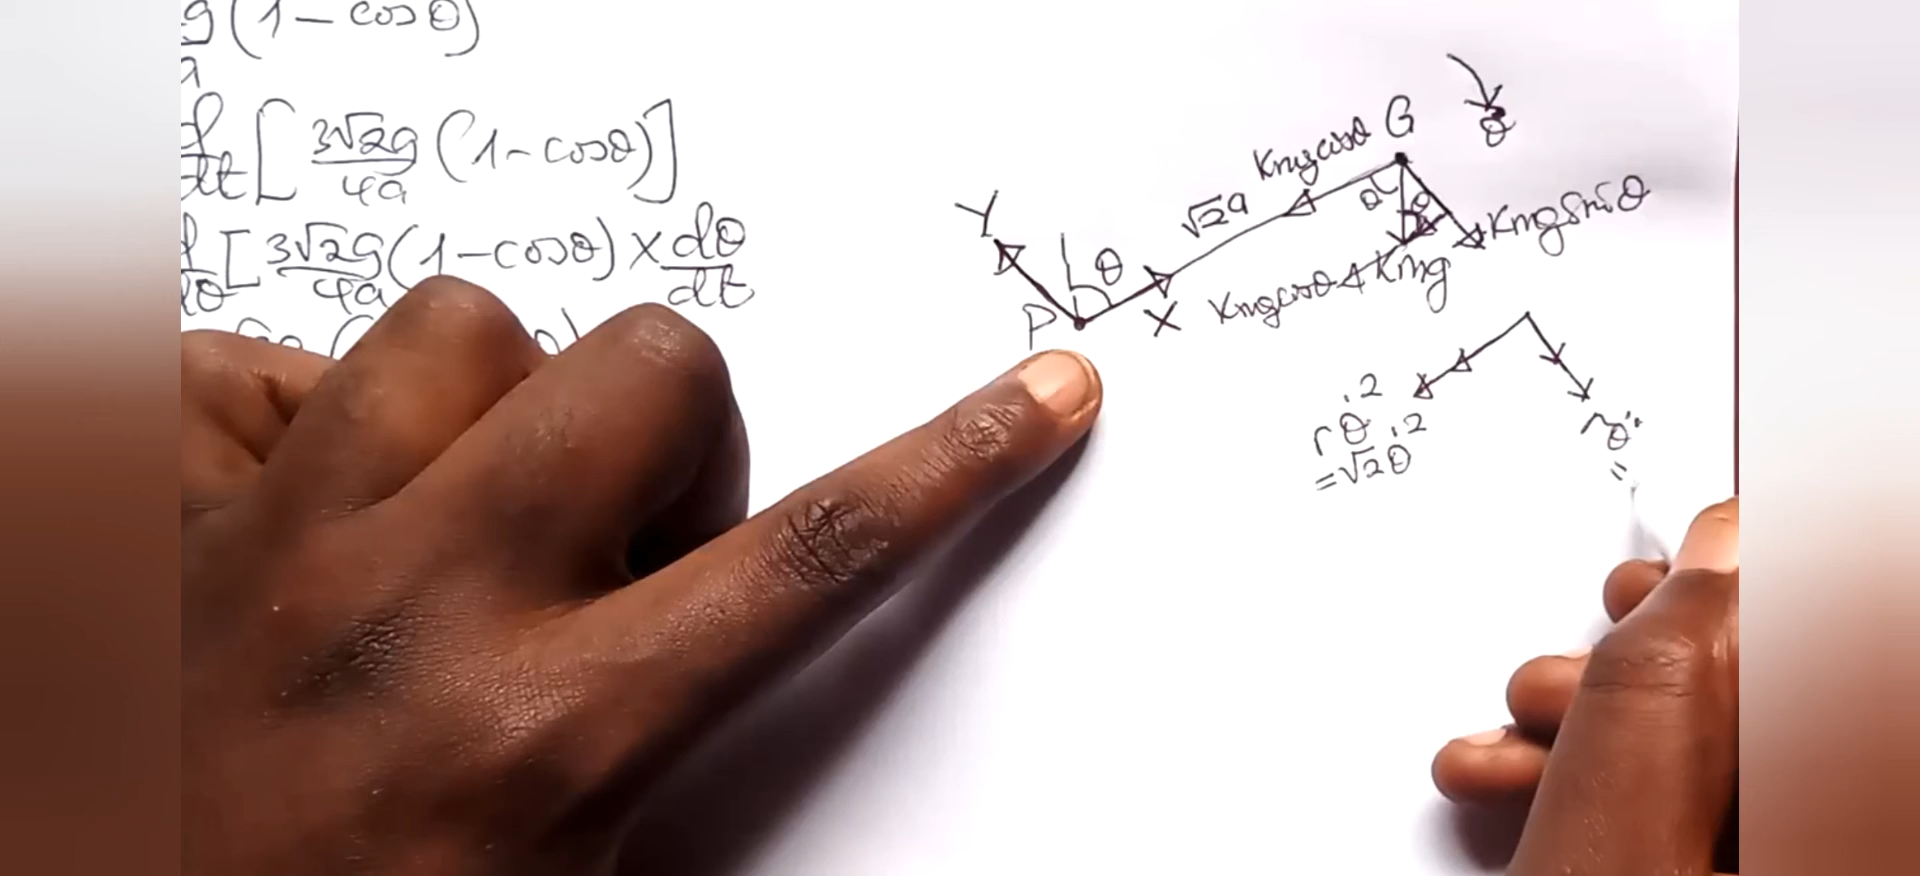 g(1 - cosθ)
a
d/dt [ 3√2g/4a (1 - cosθ) ]
d/dθ [ 3√2g/4a (1 - cosθ) × dθ/dt
G
θ
Kmgcosθ
√2a
Y
θ
θ
θ
Kmgsinθ
P
X
Kmgcosθ
Kmg
rθ̇²
= √2θ̇²
rθ̈
=